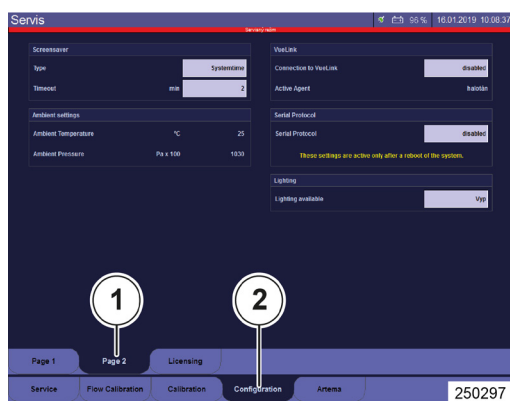 Servis
96 %
16.01.2019 10.08.37
Servisný režim
Screensaver
Type Systemtime
Timeout min 2
Ambient settings
Ambient Temperature °C 25
Ambient Pressure Pa x 100 1030
VueLink
Connection to VueLink disabled
Active Agent halotán
Serial Protocol
Serial Protocol disabled
These settings are active only after a reboot of the system.
Lighting
Lighting available Vyp
1
2
Page 1 Page 2 Licensing
Service Flow Calibration Calibration Configuration Artema
250297